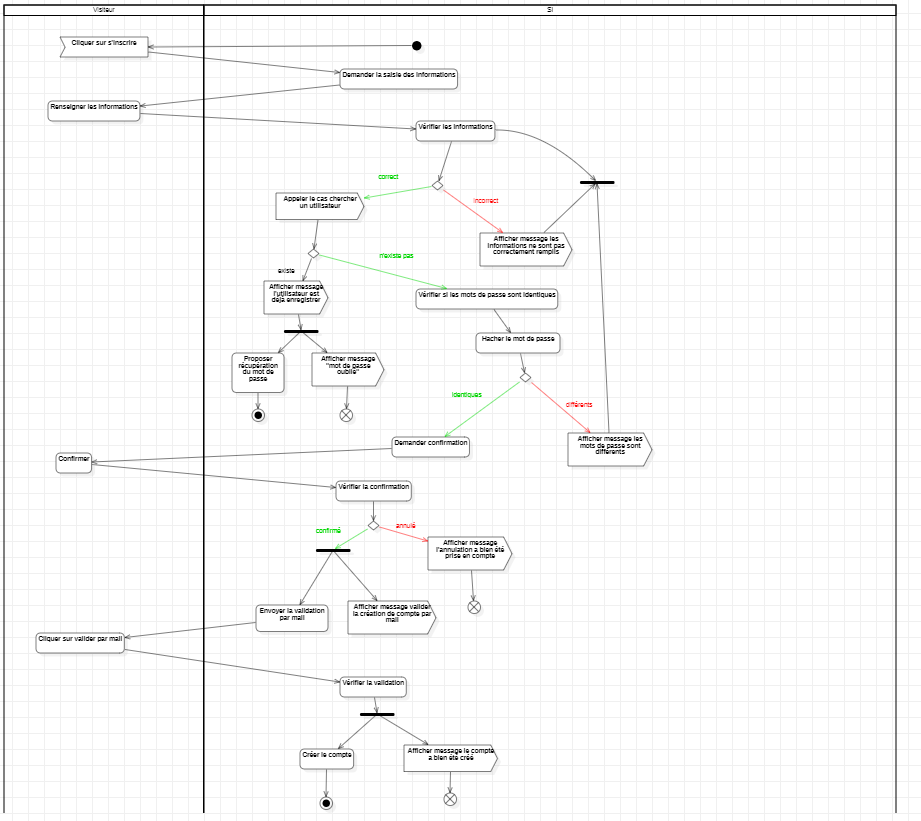 Visiteur
SI
Cliquer sur s'inscrire
Demander la saisie des informations
Renseigner les informations
Vérifier les informations
correct
incorrect
Appeler le cas chercher
un utilisateur
Afficher message les
informations ne sont pas
correctement remplis
n'existe pas
existe
Afficher message
l'utilisateur est
déjà enregistrer
Vérifier si les mots de passe sont identiques
Hacher le mot de passe
Proposer
récupération
du mot de
passe
Afficher message
"mot de passe
oublié"
identiques
différents
Demander confirmation
Afficher message les
mots de passe sont
différents
Confirmer
Vérifier la confirmation
confirmé
annulé
Afficher message
l'annulation a bien été
prise en compte
Envoyer la validation
par mail
Afficher message valider
la création de compte par
mail
Cliquer sur valider par mail
Vérifier la validation
Créer le compte
Afficher message le compte
a bien été créé